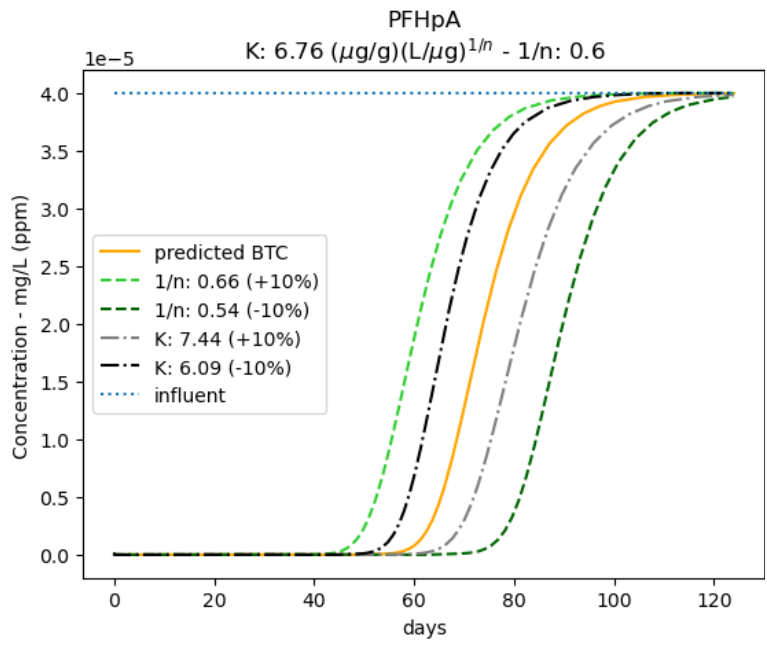 PFHpA
K: 6.76 (μg/g)(L/μg)^{1/n} - 1/n: 0.6
1e−5
4.0
3.5
3.0
2.5
2.0
1.5
1.0
0.5
0.0
Concentration - mg/L (ppm)
predicted BTC
1/n: 0.66 (+10%)
1/n: 0.54 (-10%)
K: 7.44 (+10%)
K: 6.09 (-10%)
influent
0 20 40 60 80 100 120
days